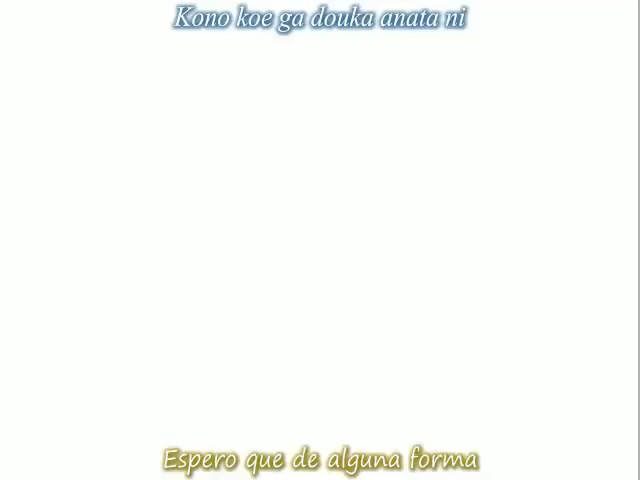 Kono koe ga douka anata ni
Espero que de alguna forma